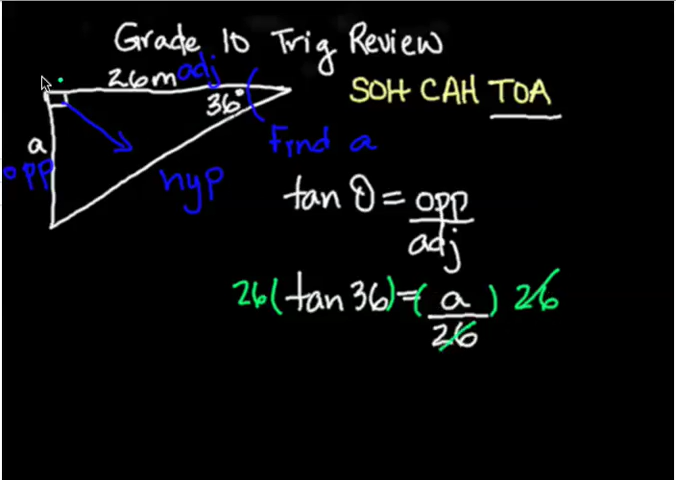 Grade 10 Trig Review
26m adj
SOH CAH TOA
36°
a
opp
hyp
Find a
tan θ = opp
adj
26 ( tan 36 ) = ( a ) 26
26